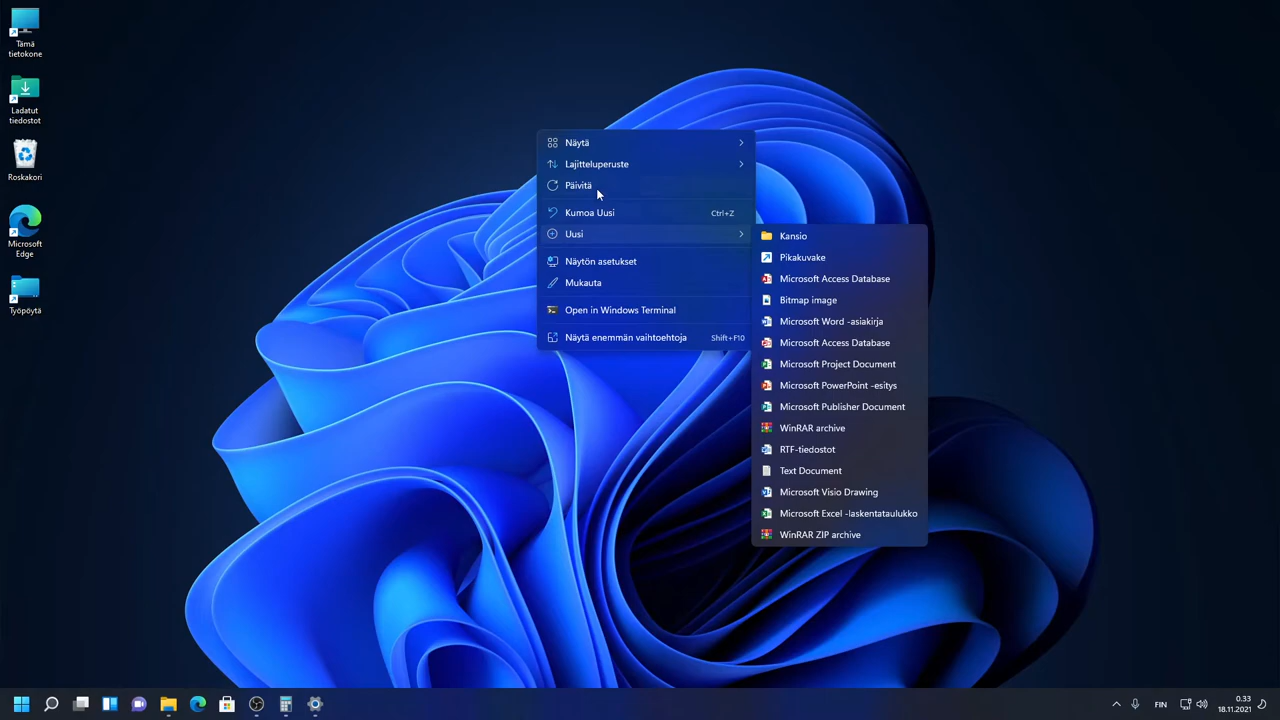 Tämä
tietokone
Ladatut
tiedostot
Roskakori
Microsoft
Edge
Työpöytä
Näytä
Lajitteluperuste
Päivitä
Kumoa Uusi Ctrl+Z
Uusi
Näytön asetukset
Mukauta
Open in Windows Terminal
Näytä enemmän vaihtoehtoja Shift+F10
Kansio
Pikakuvake
Microsoft Access Database
Bitmap image
Microsoft Word -asiakirja
Microsoft Access Database
Microsoft Project Document
Microsoft PowerPoint -esitys
Microsoft Publisher Document
WinRAR archive
RTF-tiedostot
Text Document
Microsoft Visio Drawing
Microsoft Excel -laskentataulukko
WinRAR ZIP archive
FIN
0.33
18.11.2021